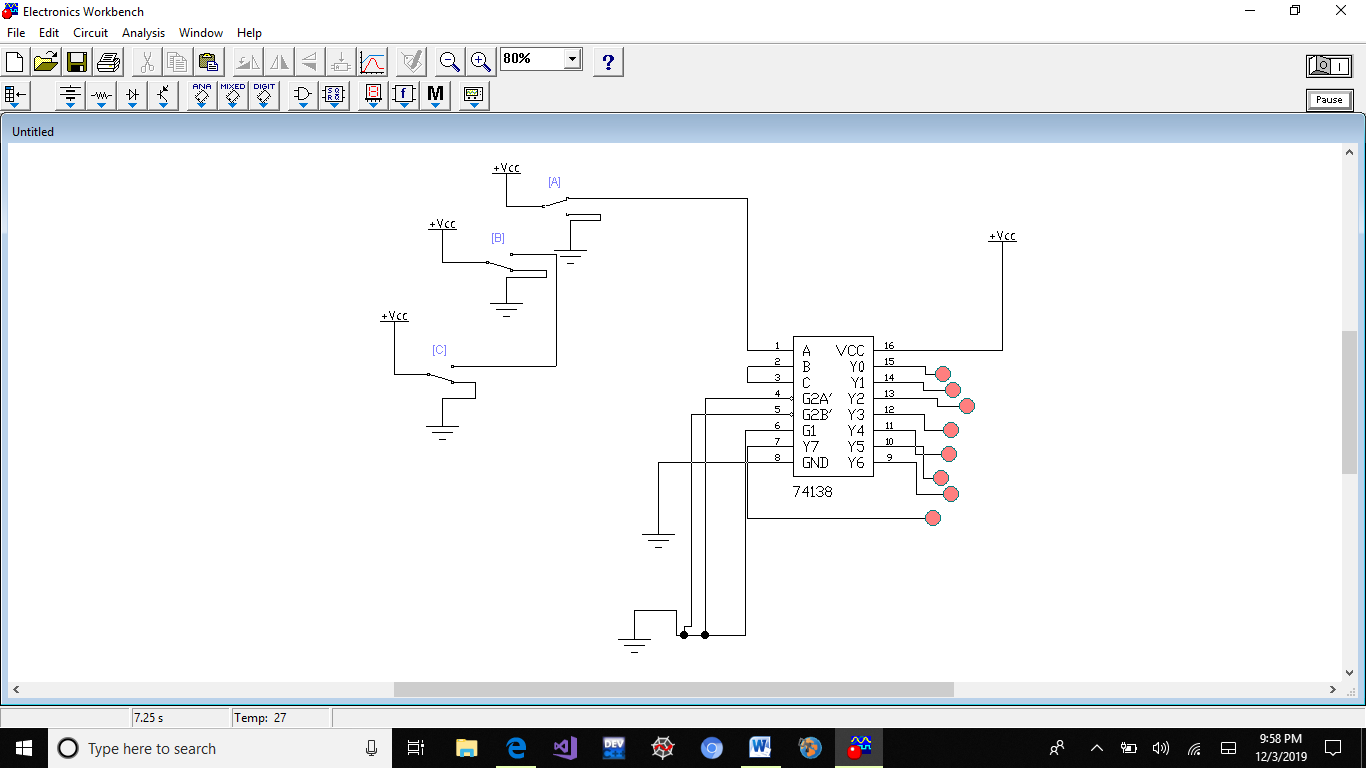 Electronics Workbench
File Edit Circuit Analysis Window Help
80% ?
ANA MIXED DIGIT f M
Pause
Untitled
+Vcc
[A]
+Vcc
[B]
+Vcc
+Vcc
[C]
1 A VCC 16
2 B Y0 15
3 C Y1 14
4 G2A' Y2 13
5 G2B' Y3 12
6 G1 Y4 11
7 Y7 Y5 10
8 GND Y6 9
74138
7.25 s Temp: 27
Type here to search
DEV
W
9:58 PM
12/3/2019